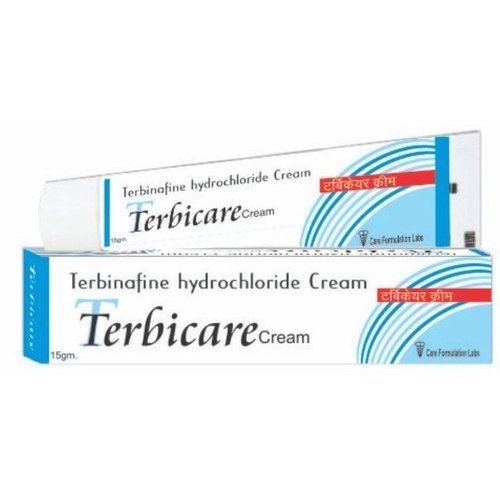 Terbinafine hydrochloride Cream
टर्बिकेयर क्रीम
Terbicare Cream
15gm.
Care Formulation Labs
Terbinafine hydrochloride Cream
टर्बिकेयर क्रीम
Terbicare Cream
15gm.
Care Formulation Labs
Terbicare